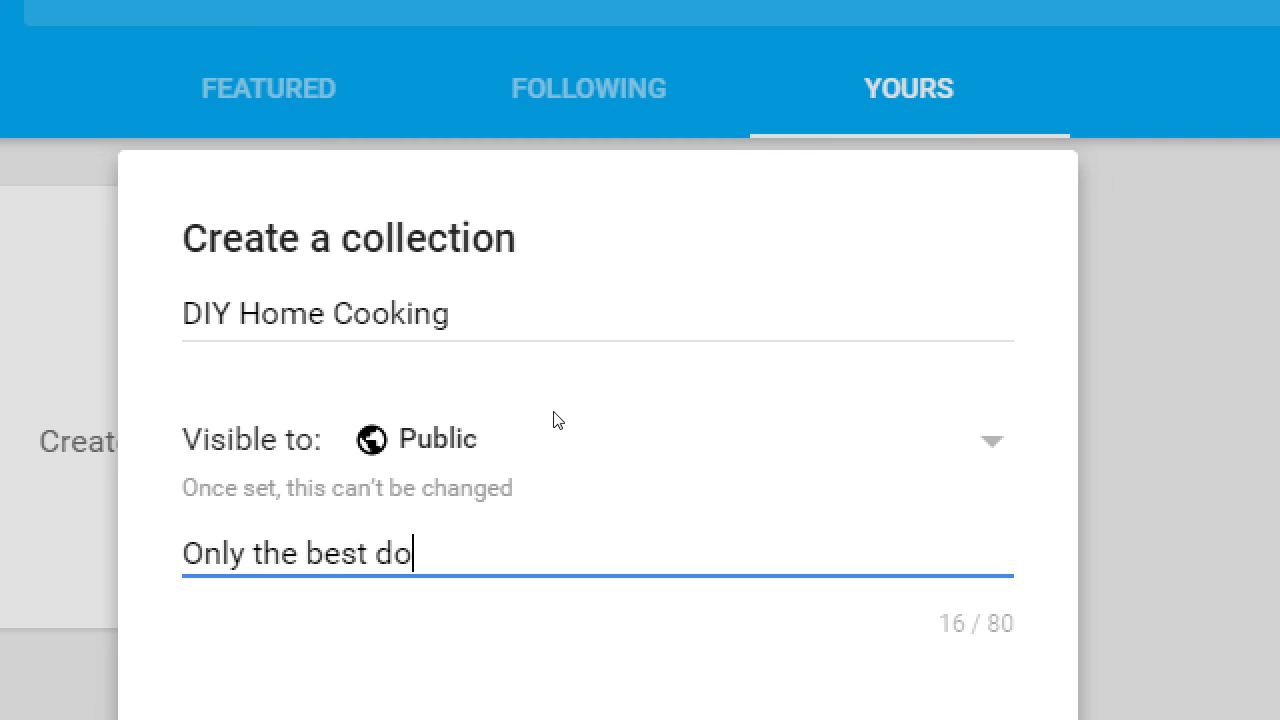 FEATURED FOLLOWING YOURS
Create a collection
DIY Home Cooking
Creat
Visible to: Public
Once set, this can't be changed
Only the best do
16 / 80